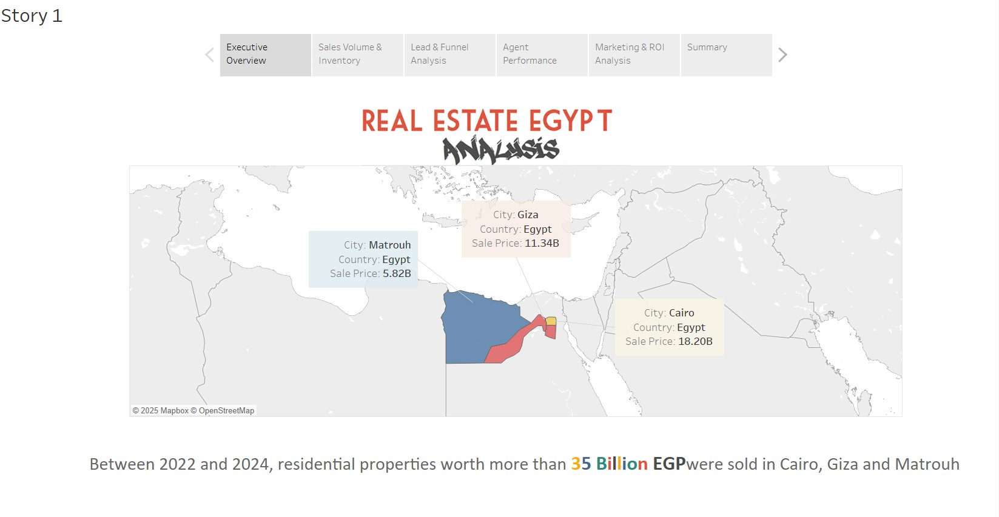 Story 1
Executive
Overview
Sales Volume &
Inventory
Lead & Funnel
Analysis
Agent
Performance
Marketing & ROI
Analysis
Summary
REAL ESTATE EGYPT
ANALYSIS
City: Giza
Country: Egypt
Sale Price: 11.34B
City: Matrouh
Country: Egypt
Sale Price: 5.82B
City: Cairo
Country: Egypt
Sale Price: 18.20B
© 2025 Mapbox © OpenStreetMap
Between 2022 and 2024, residential properties worth more than 35 Billion EGPwere sold in Cairo, Giza and Matrouh